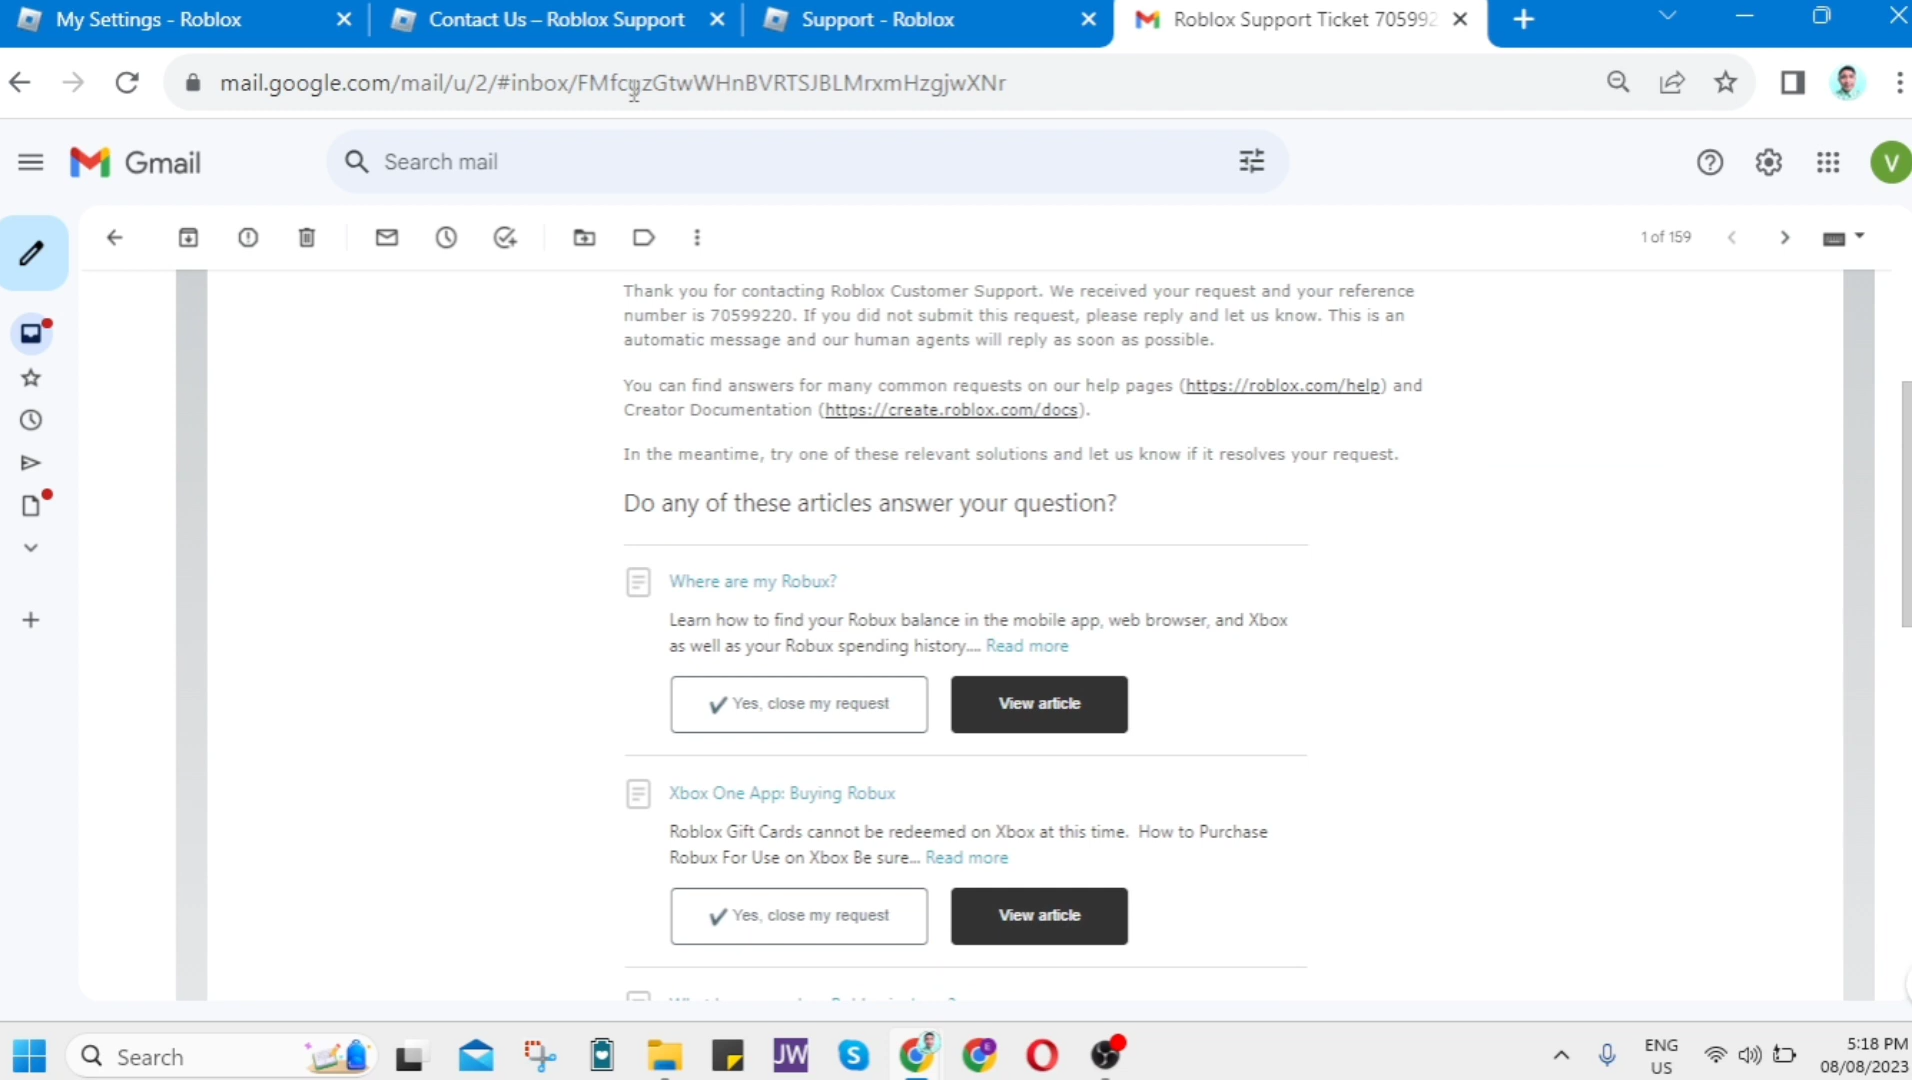 My Settings - Roblox
Contact Us – Roblox Support
Support - Roblox
Roblox Support Ticket 705992
mail.google.com/mail/u/2/#inbox/FMfcgzGtwWHnBVRTSJBLMrxmHzgjwXNr
Gmail
Search mail
V
1 of 159
Thank you for contacting Roblox Customer Support. We received your request and your reference
number is 70599220. If you did not submit this request, please reply and let us know. This is an
automatic message and our human agents will reply as soon as possible.
You can find answers for many common requests on our help pages (https://roblox.com/help) and
Creator Documentation (https://create.roblox.com/docs).
In the meantime, try one of these relevant solutions and let us know if it resolves your request.
Do any of these articles answer your question?
Where are my Robux?
Learn how to find your Robux balance in the mobile app, web browser, and Xbox
as well as your Robux spending history.... Read more
✔ Yes, close my request
View article
Xbox One App: Buying Robux
Roblox Gift Cards cannot be redeemed on Xbox at this time.  How to Purchase
Robux For Use on Xbox Be sure... Read more
✔ Yes, close my request
View article
Search
JW
S
ENG
US
5:18 PM
08/08/2023